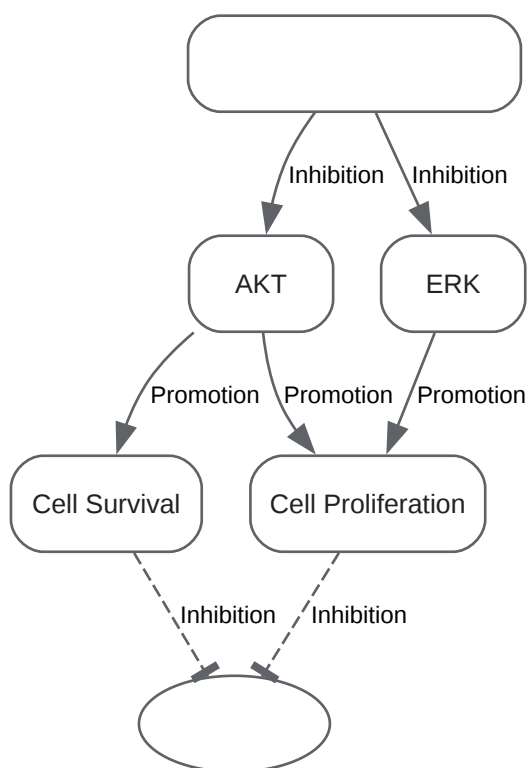 Inhibition
Inhibition
AKT
ERK
Promotion
Promotion
Promotion
Cell Survival
Cell Proliferation
Inhibition
Inhibition